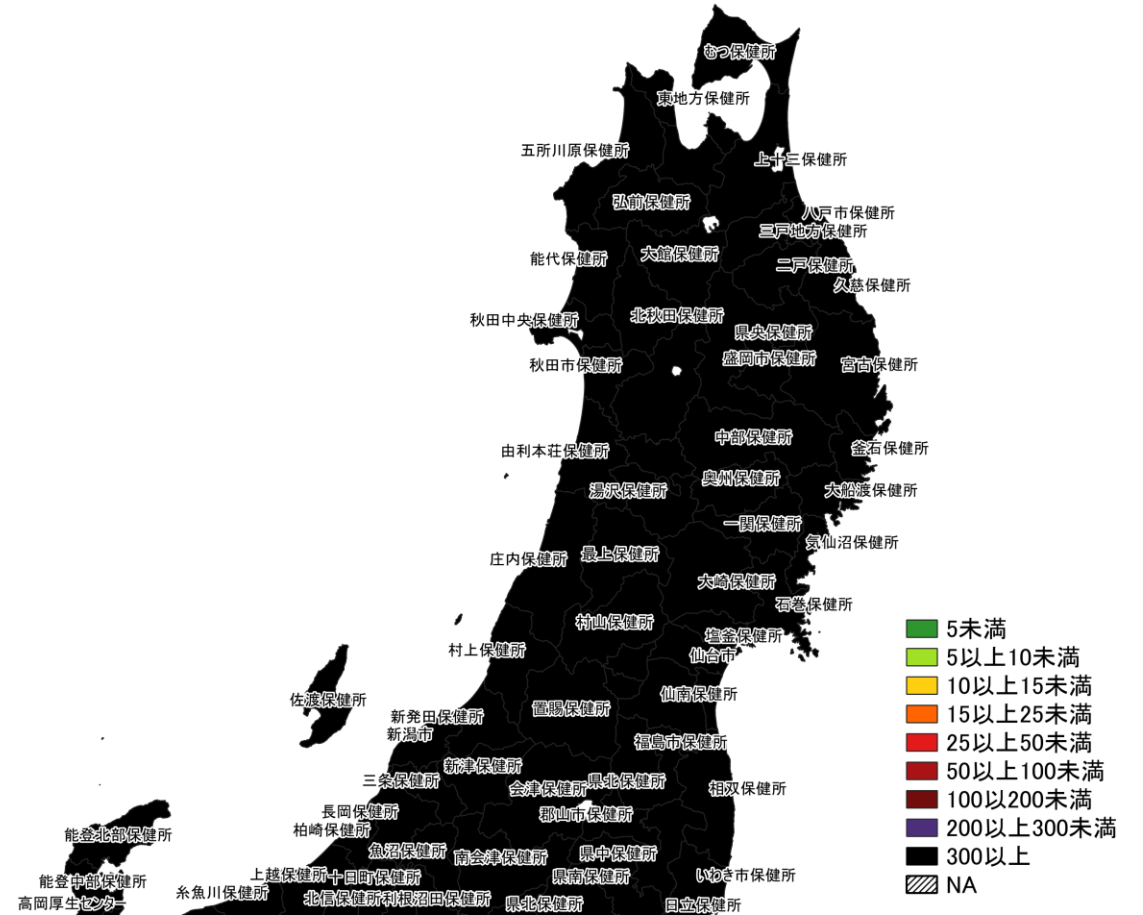 むつ保健所
東地方保健所
五所川原保健所
上十三保健所
弘前保健所
八戸市保健所
三戸地方保健所
大館保健所
能代保健所
二戸保健所
久慈保健所
北秋田保健所
秋田中央保健所
県央保健所
盛岡市保健所
秋田市保健所
宮古保健所
中部保健所
釜石保健所
由利本荘保健所
奥州保健所
湯沢保健所
大船渡保健所
一関保健所
気仙沼保健所
最上保健所
庄内保健所
大崎保健所
石巻保健所
村山保健所
塩釜保健所
村上保健所
仙台市
佐渡保健所
仙南保健所
置賜保健所
新発田保健所
新潟市
福島市保健所
新津保健所
三条保健所
県北保健所
会津保健所
相双保健所
長岡保健所
郡山市保健所
柏崎保健所
能登北部保健所
魚沼保健所
南会津保健所
県中保健所
上越保健所
十日町保健所
県南保健所
いわき市保健所
能登中部保健所
糸魚川保健所
北信保健所
利根沼田保健所
高岡厚生センター
県北保健所
日立保健所
5未満
5以上10未満
10以上15未満
15以上25未満
25以上50未満
50以上100未満
100以200未満
200以上300未満
300以上
NA